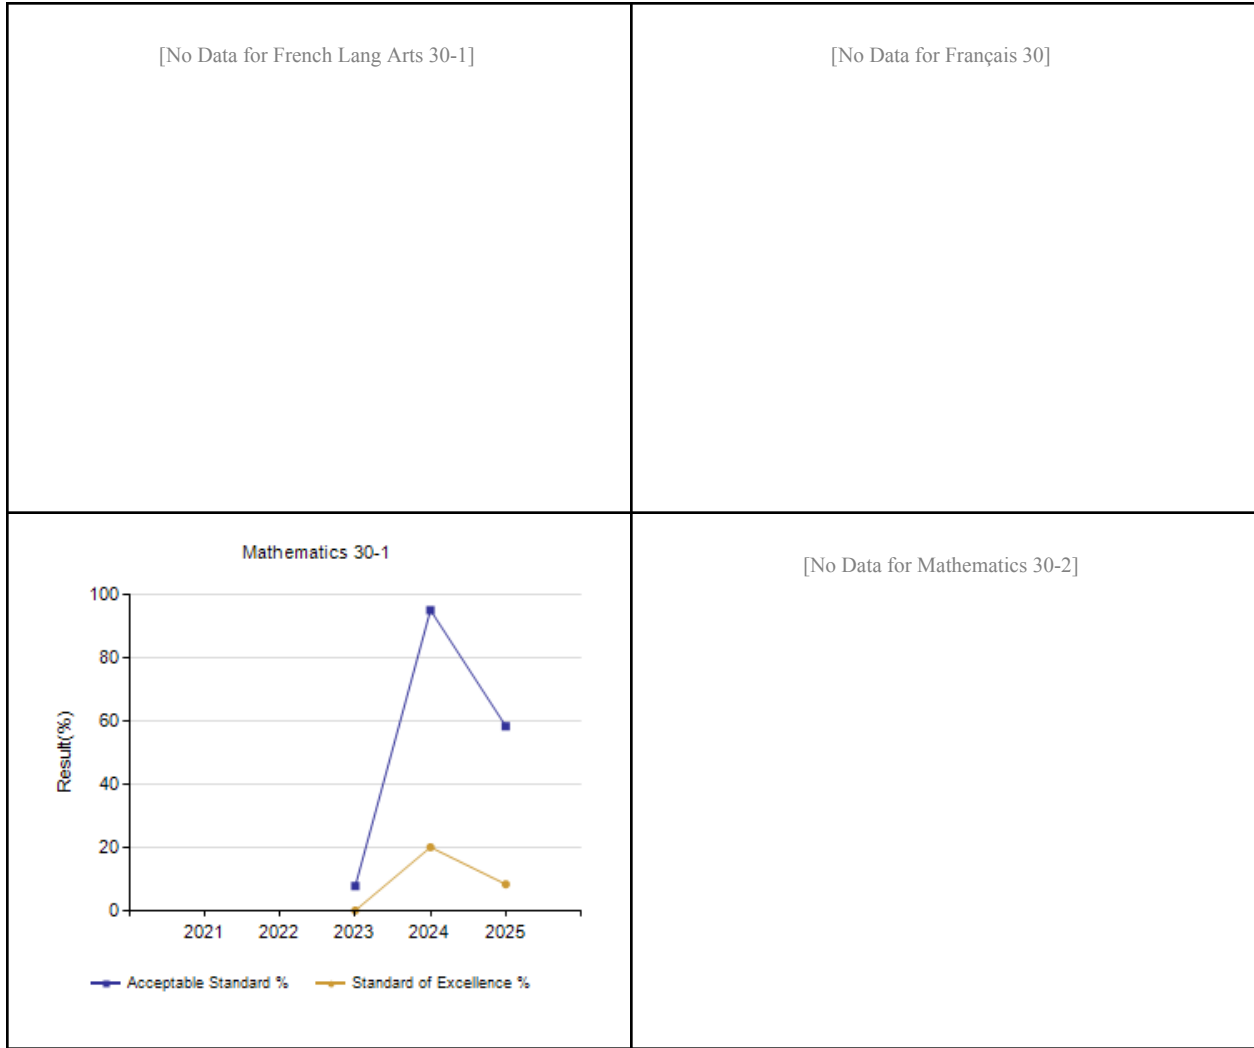 [No Data for French Lang Arts 30-1]
[No Data for Français 30]
Mathematics 30-1
100
80
60
40
20
0
Result(%)
2021 2022 2023 2024 2025
Acceptable Standard % Standard of Excellence %
[No Data for Mathematics 30-2]